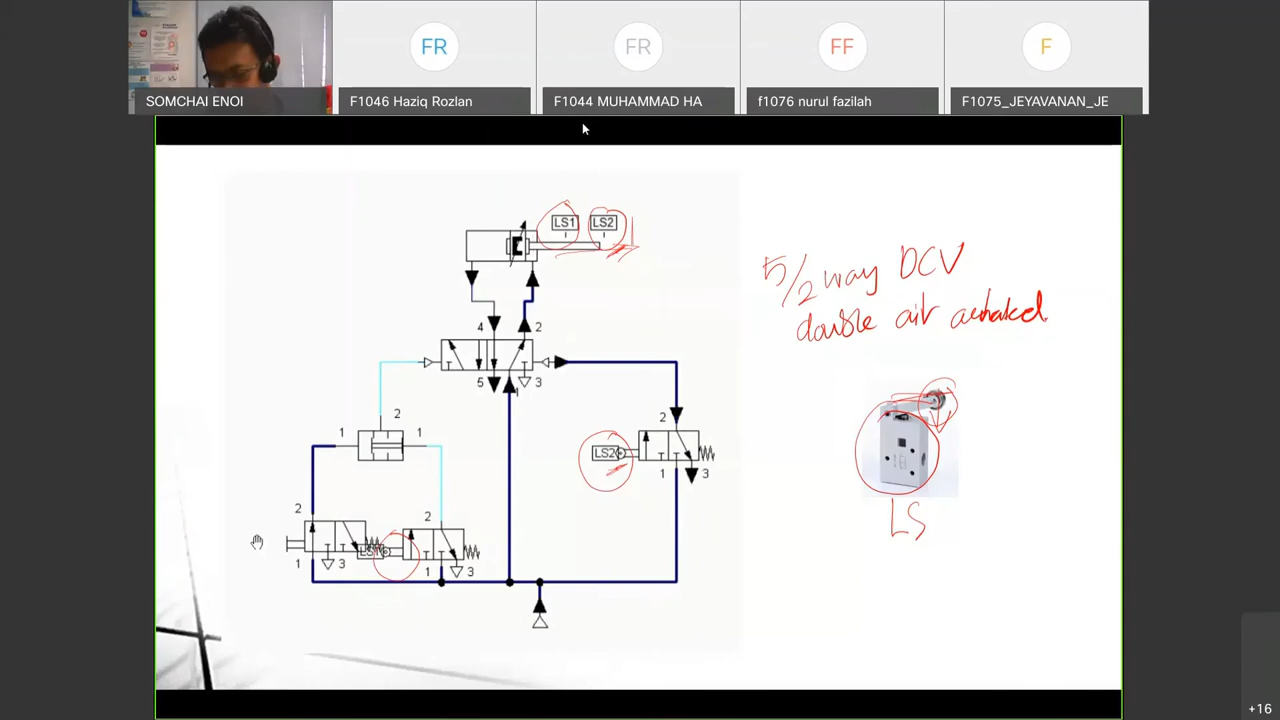 FR
FR
FF
F
SOMCHAI ENOI
F1046 Haziq Rozlan
F1044 MUHAMMAD HA
f1076 nurul fazilah
F1075_JEYAVANAN_JE
LS1
LS2
4
2
5
1
3
5/2 way DCV
double air actuated.
2
1
1
2
LS2
1
3
LS
2
1
3
LS1
2
1
3
+16